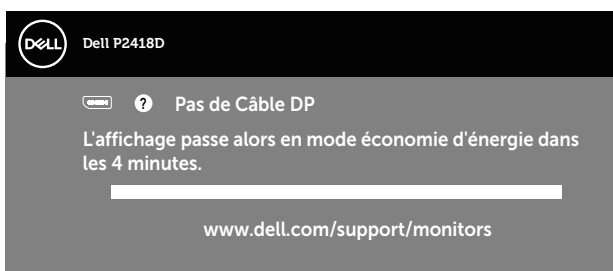 DELL
Dell P2418D
? Pas de Câble DP
L'affichage passe alors en mode économie d'énergie dans
les 4 minutes.
www.dell.com/support/monitors